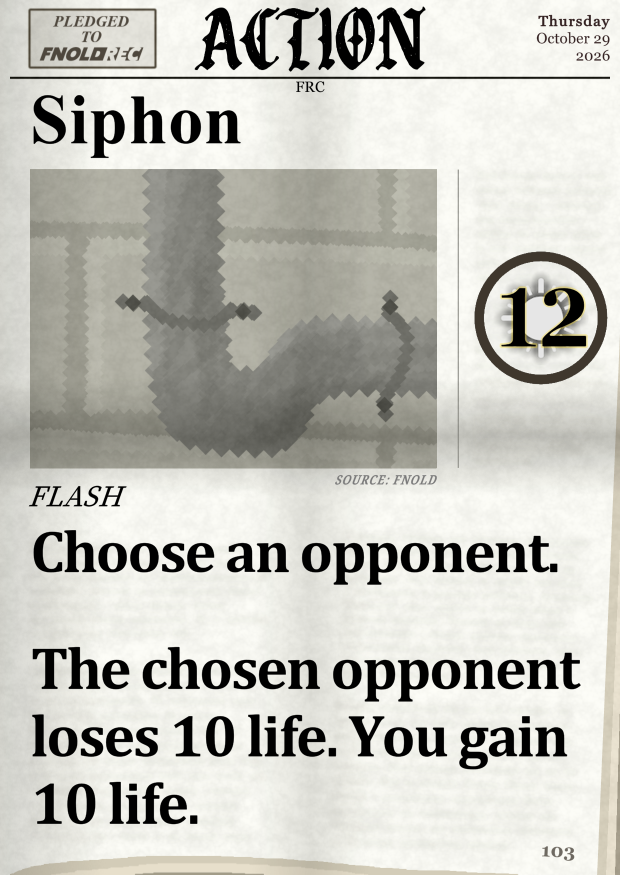 PLEDGED
TO
FNOLD REC
ACTION
Thursday
October 29
2026
FRC
Siphon
12
SOURCE: FNOLD
FLASH
Choose an opponent.
The chosen opponent
loses 10 life. You gain
10 life.
103